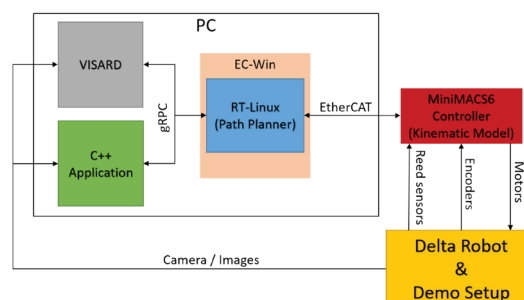 PC
VISARD
EC-Win
RT-Linux
(Path Planner)
gRPC
EtherCAT
MiniMACS6
Controller
(Kinematic Model)
C++
Application
Reed sensors
Encoders
Motors
Camera / Images
Delta Robot
&
Demo Setup